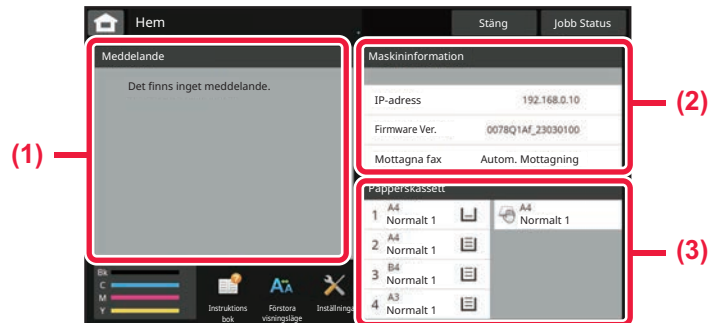 Hem
Stäng
Jobb Status
Meddelande
Det finns inget meddelande.
(1)
Maskininformation
IP-adress 192.168.0.10
Firmware Ver. 0078Q1Af_23030100
Mottagna fax Autom. Mottagning
(2)
Papperskassett
1 A4
Normalt 1
2 A4
Normalt 1
3 B4
Normalt 1
4 A3
Normalt 1
A4
Normalt 1
(3)
Bk
C
M
Y
Instruktions
bok
Förstora
visningsläge
Inställninga